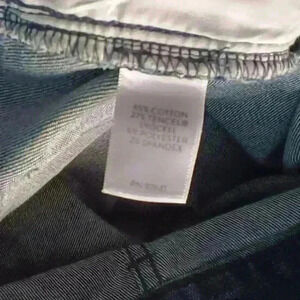 65% COTTON
27% TENCEL®
LYOCELL
6% POLYESTER
2% SPANDEX